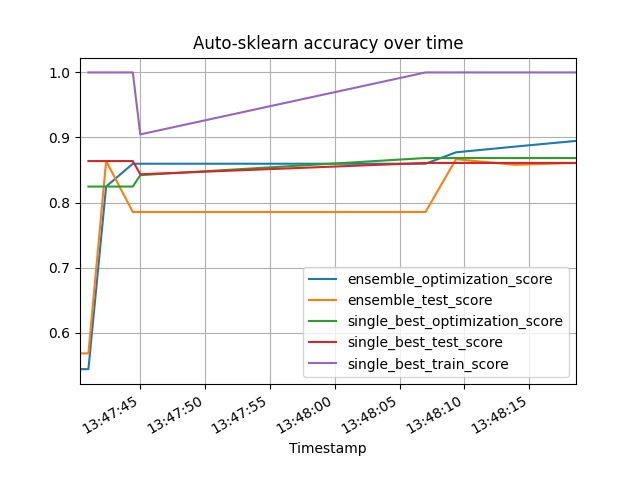 Auto-sklearn accuracy over time
1.0
0.9
0.8
0.7
0.6
ensemble_optimization_score
ensemble_test_score
single_best_optimization_score
single_best_test_score
single_best_train_score
13:47:45
13:47:50
13:47:55
13:48:00
13:48:05
13:48:10
13:48:15
Timestamp